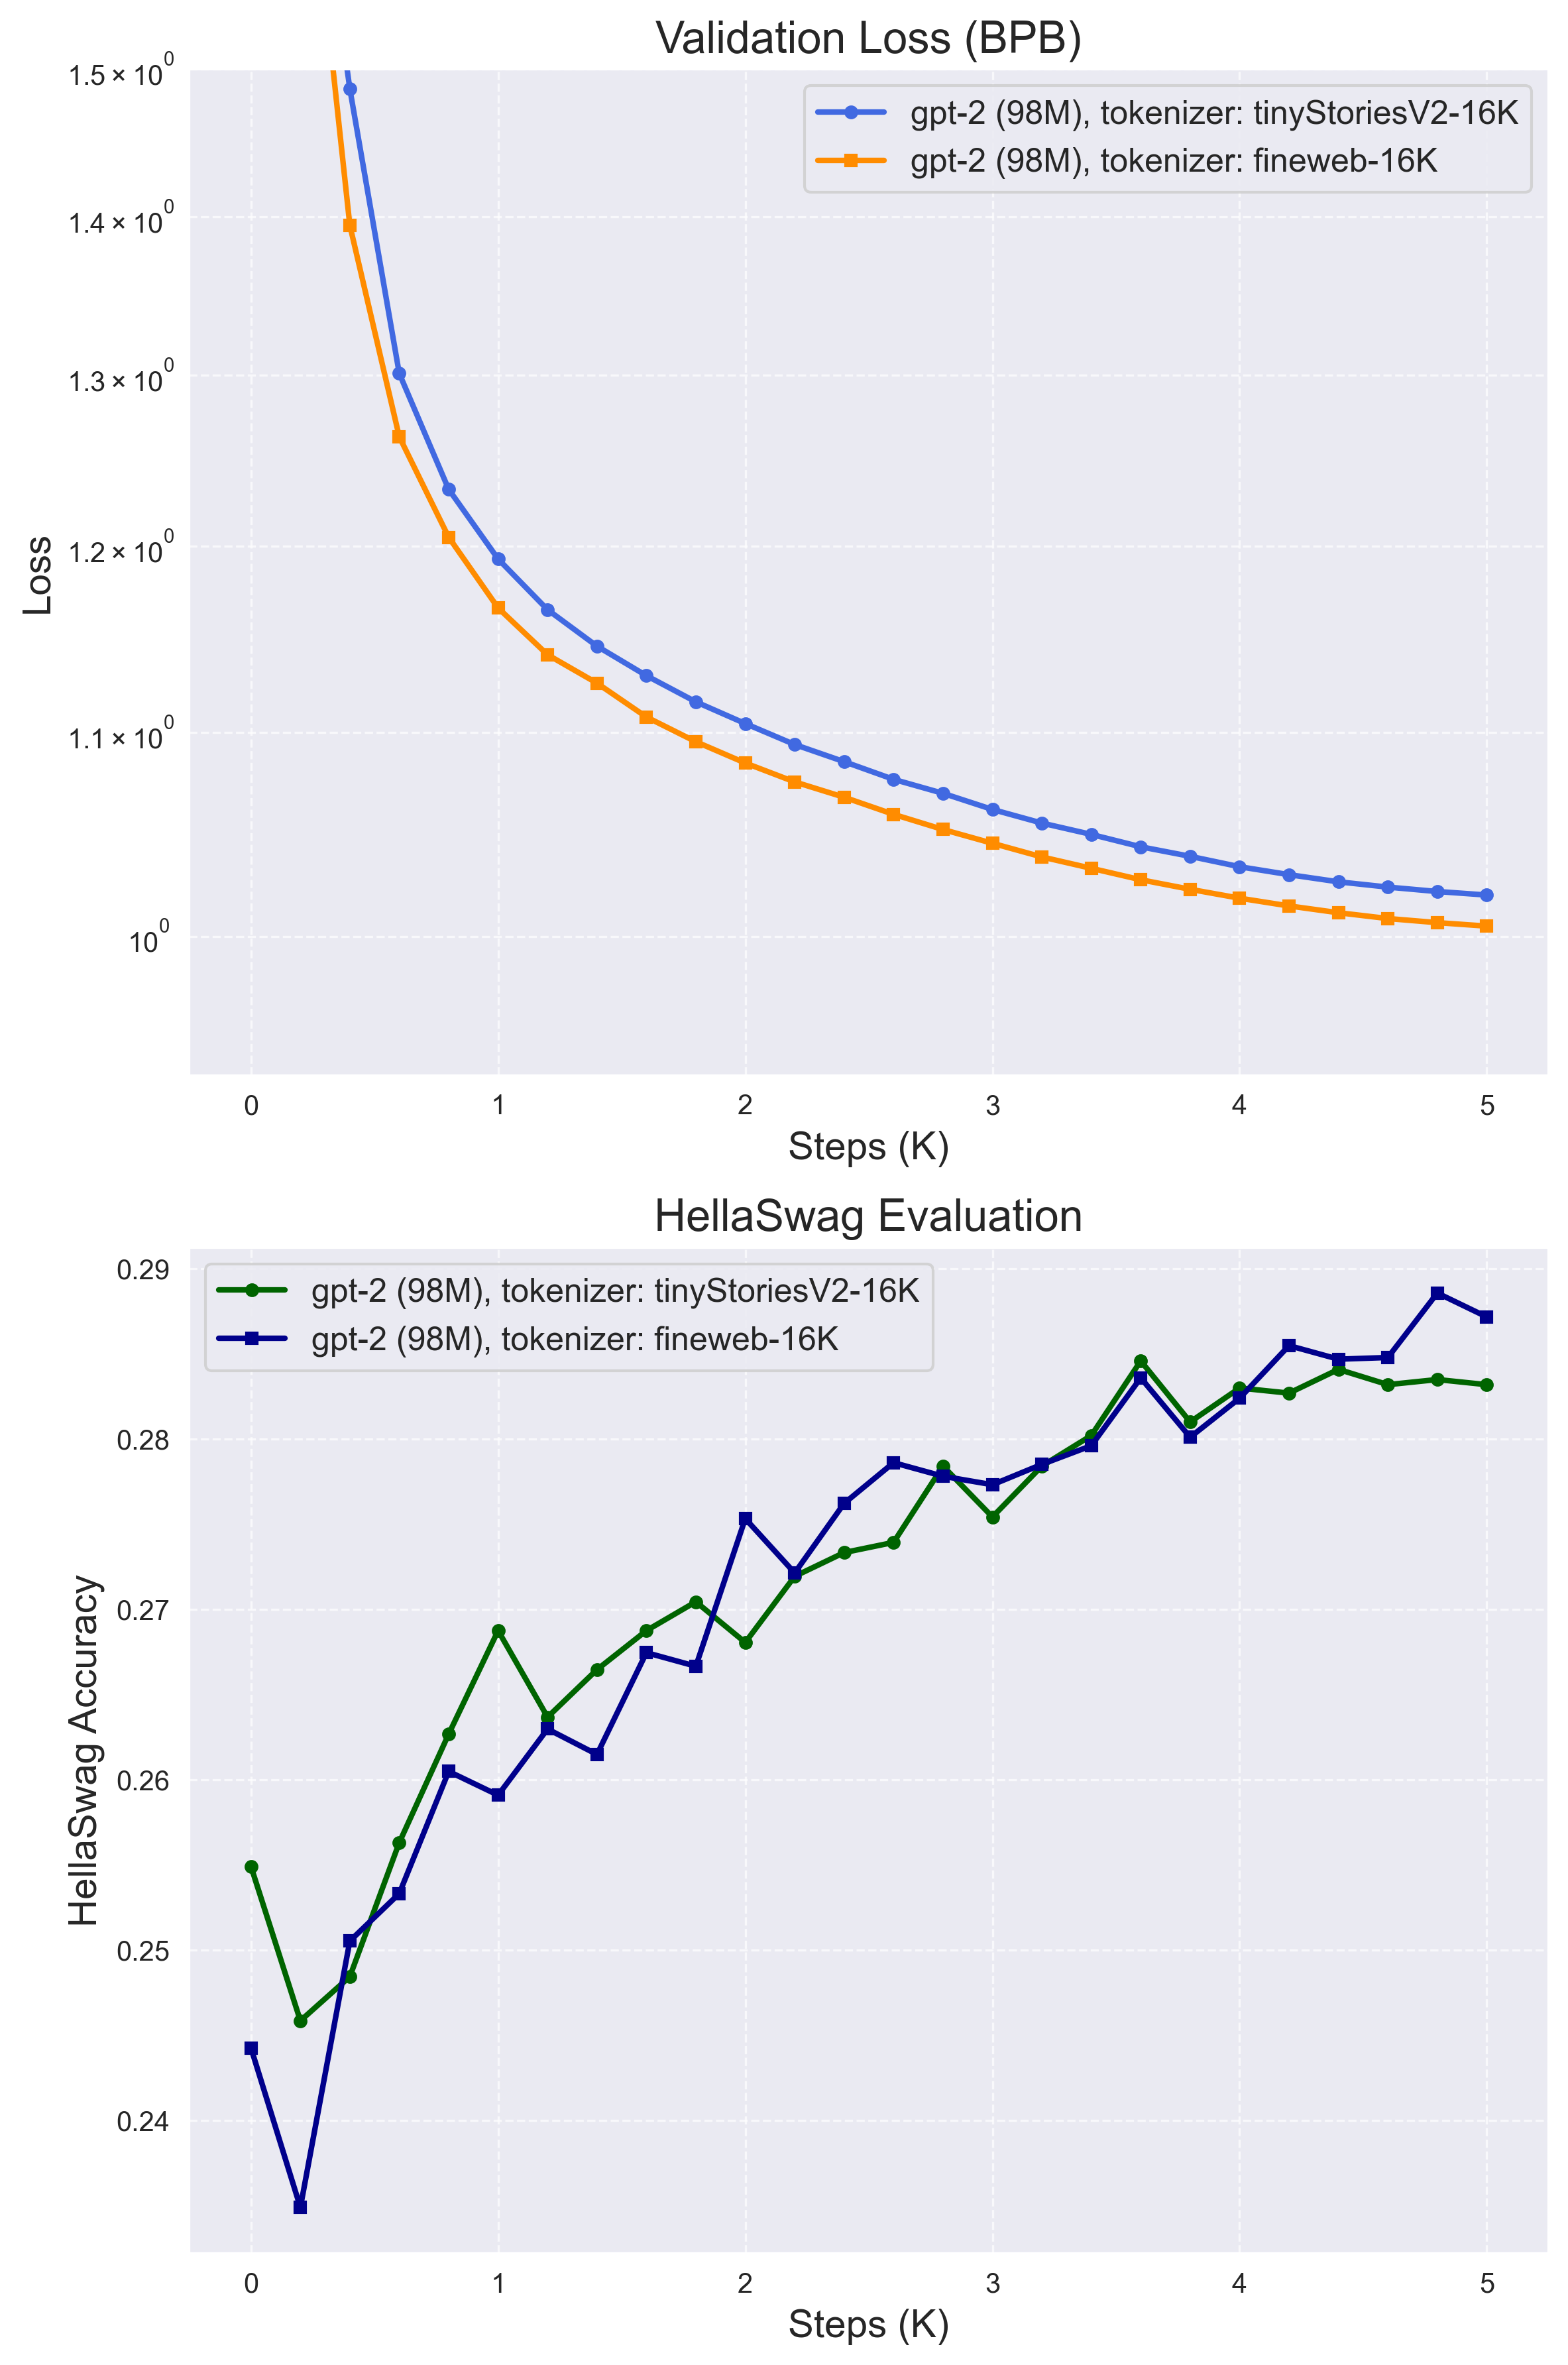 Validation Loss (BPB)
gpt-2 (98M), tokenizer: tinyStoriesV2-16K
gpt-2 (98M), tokenizer: fineweb-16K
1.5 × 10⁰
1.4 × 10⁰
1.3 × 10⁰
1.2 × 10⁰
1.1 × 10⁰
10⁰
Loss
0 1 2 3 4 5
Steps (K)
HellaSwag Evaluation
gpt-2 (98M), tokenizer: tinyStoriesV2-16K
gpt-2 (98M), tokenizer: fineweb-16K
0.29
0.28
0.27
0.26
0.25
0.24
HellaSwag Accuracy
0 1 2 3 4 5
Steps (K)